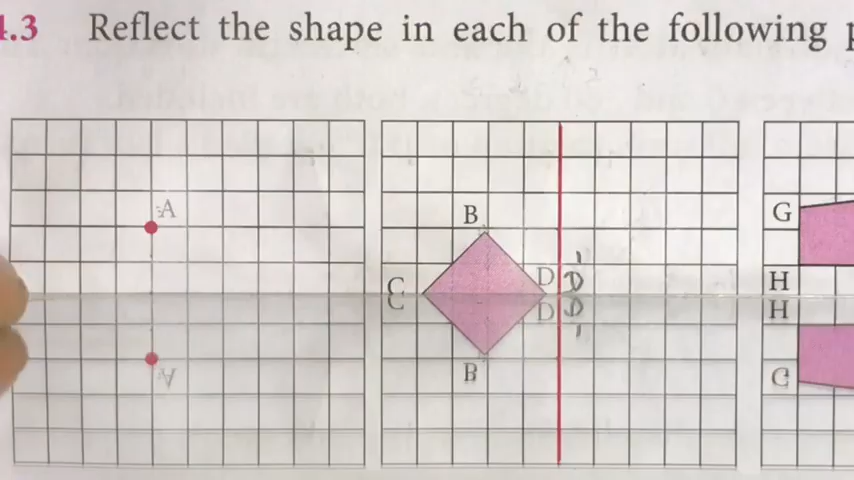 4.3 Reflect the shape in each of the following
A
A
B
C
D D'
C
D D'
B
G
H
H
G